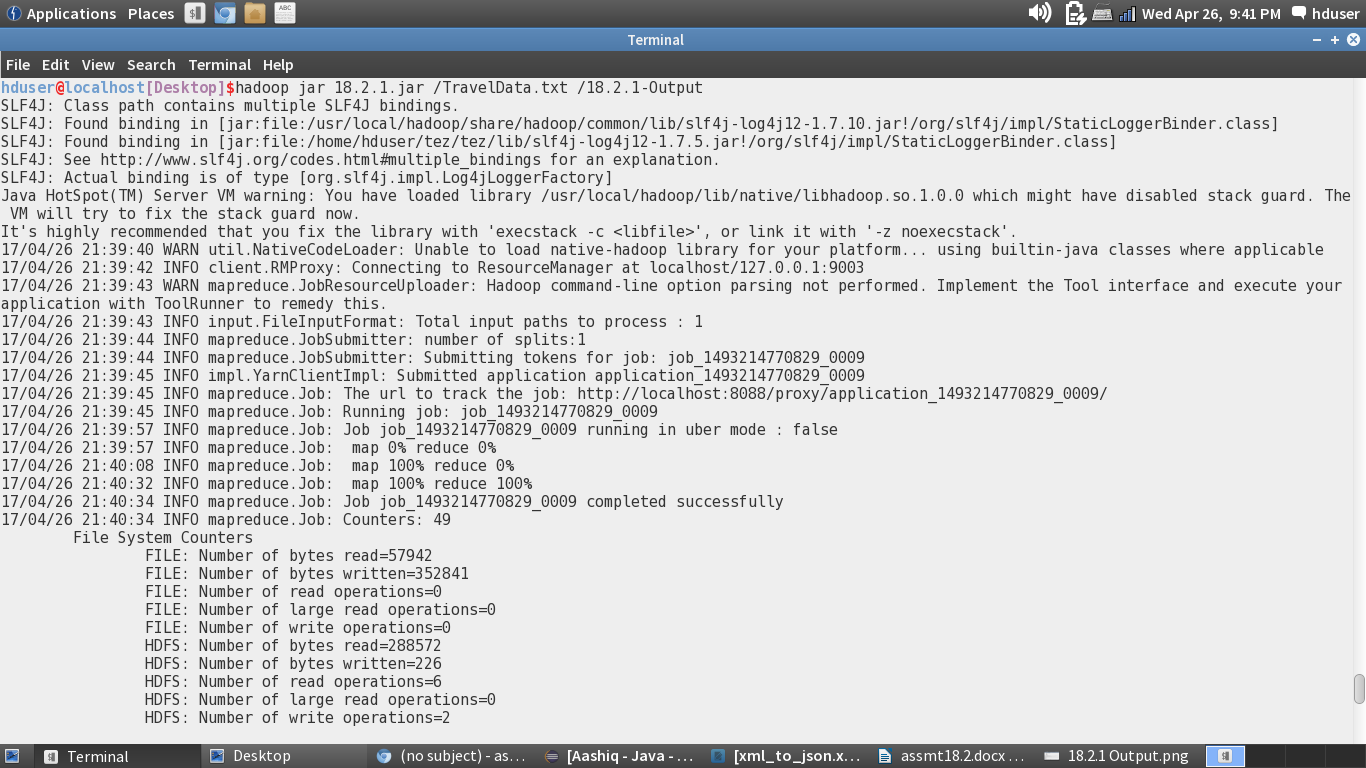 Applications Places Wed Apr 26, 9:41 PM hduser
Terminal
File Edit View Search Terminal Help
hduser@localhost[Desktop]$hadoop jar 18.2.1.jar /TravelData.txt /18.2.1-Output
SLF4J: Class path contains multiple SLF4J bindings.
SLF4J: Found binding in [jar:file:/usr/local/hadoop/share/hadoop/common/lib/slf4j-log4j12-1.7.10.jar!/org/slf4j/impl/StaticLoggerBinder.class]
SLF4J: Found binding in [jar:file:/home/hduser/tez/tez/lib/slf4j-log4j12-1.7.5.jar!/org/slf4j/impl/StaticLoggerBinder.class]
SLF4J: See http://www.slf4j.org/codes.html#multiple_bindings for an explanation.
SLF4J: Actual binding is of type [org.slf4j.impl.Log4jLoggerFactory]
Java HotSpot(TM) Server VM warning: You have loaded library /usr/local/hadoop/lib/native/libhadoop.so.1.0.0 which might have disabled stack guard. The
VM will try to fix the stack guard now.
It's highly recommended that you fix the library with 'execstack -c <libfile>', or link it with '-z noexecstack'.
17/04/26 21:39:40 WARN util.NativeCodeLoader: Unable to load native-hadoop library for your platform... using builtin-java classes where applicable
17/04/26 21:39:42 INFO client.RMProxy: Connecting to ResourceManager at localhost/127.0.0.1:9003
17/04/26 21:39:43 WARN mapreduce.JobResourceUploader: Hadoop command-line option parsing not performed. Implement the Tool interface and execute your
application with ToolRunner to remedy this.
17/04/26 21:39:43 INFO input.FileInputFormat: Total input paths to process : 1
17/04/26 21:39:44 INFO mapreduce.JobSubmitter: number of splits:1
17/04/26 21:39:44 INFO mapreduce.JobSubmitter: Submitting tokens for job: job_1493214770829_0009
17/04/26 21:39:45 INFO impl.YarnClientImpl: Submitted application application_1493214770829_0009
17/04/26 21:39:45 INFO mapreduce.Job: The url to track the job: http://localhost:8088/proxy/application_1493214770829_0009/
17/04/26 21:39:45 INFO mapreduce.Job: Running job: job_1493214770829_0009
17/04/26 21:39:57 INFO mapreduce.Job: Job job_1493214770829_0009 running in uber mode : false
17/04/26 21:39:57 INFO mapreduce.Job:  map 0% reduce 0%
17/04/26 21:40:08 INFO mapreduce.Job:  map 100% reduce 0%
17/04/26 21:40:32 INFO mapreduce.Job:  map 100% reduce 100%
17/04/26 21:40:34 INFO mapreduce.Job: Job job_1493214770829_0009 completed successfully
17/04/26 21:40:34 INFO mapreduce.Job: Counters: 49
File System Counters
FILE: Number of bytes read=57942
FILE: Number of bytes written=352841
FILE: Number of read operations=0
FILE: Number of large read operations=0
FILE: Number of write operations=0
HDFS: Number of bytes read=288572
HDFS: Number of bytes written=226
HDFS: Number of read operations=6
HDFS: Number of large read operations=0
HDFS: Number of write operations=2
Terminal Desktop (no subject) - as... [Aashiq - Java - ... [xml_to_json.x... assmt18.2.docx ... 18.2.1 Output.png